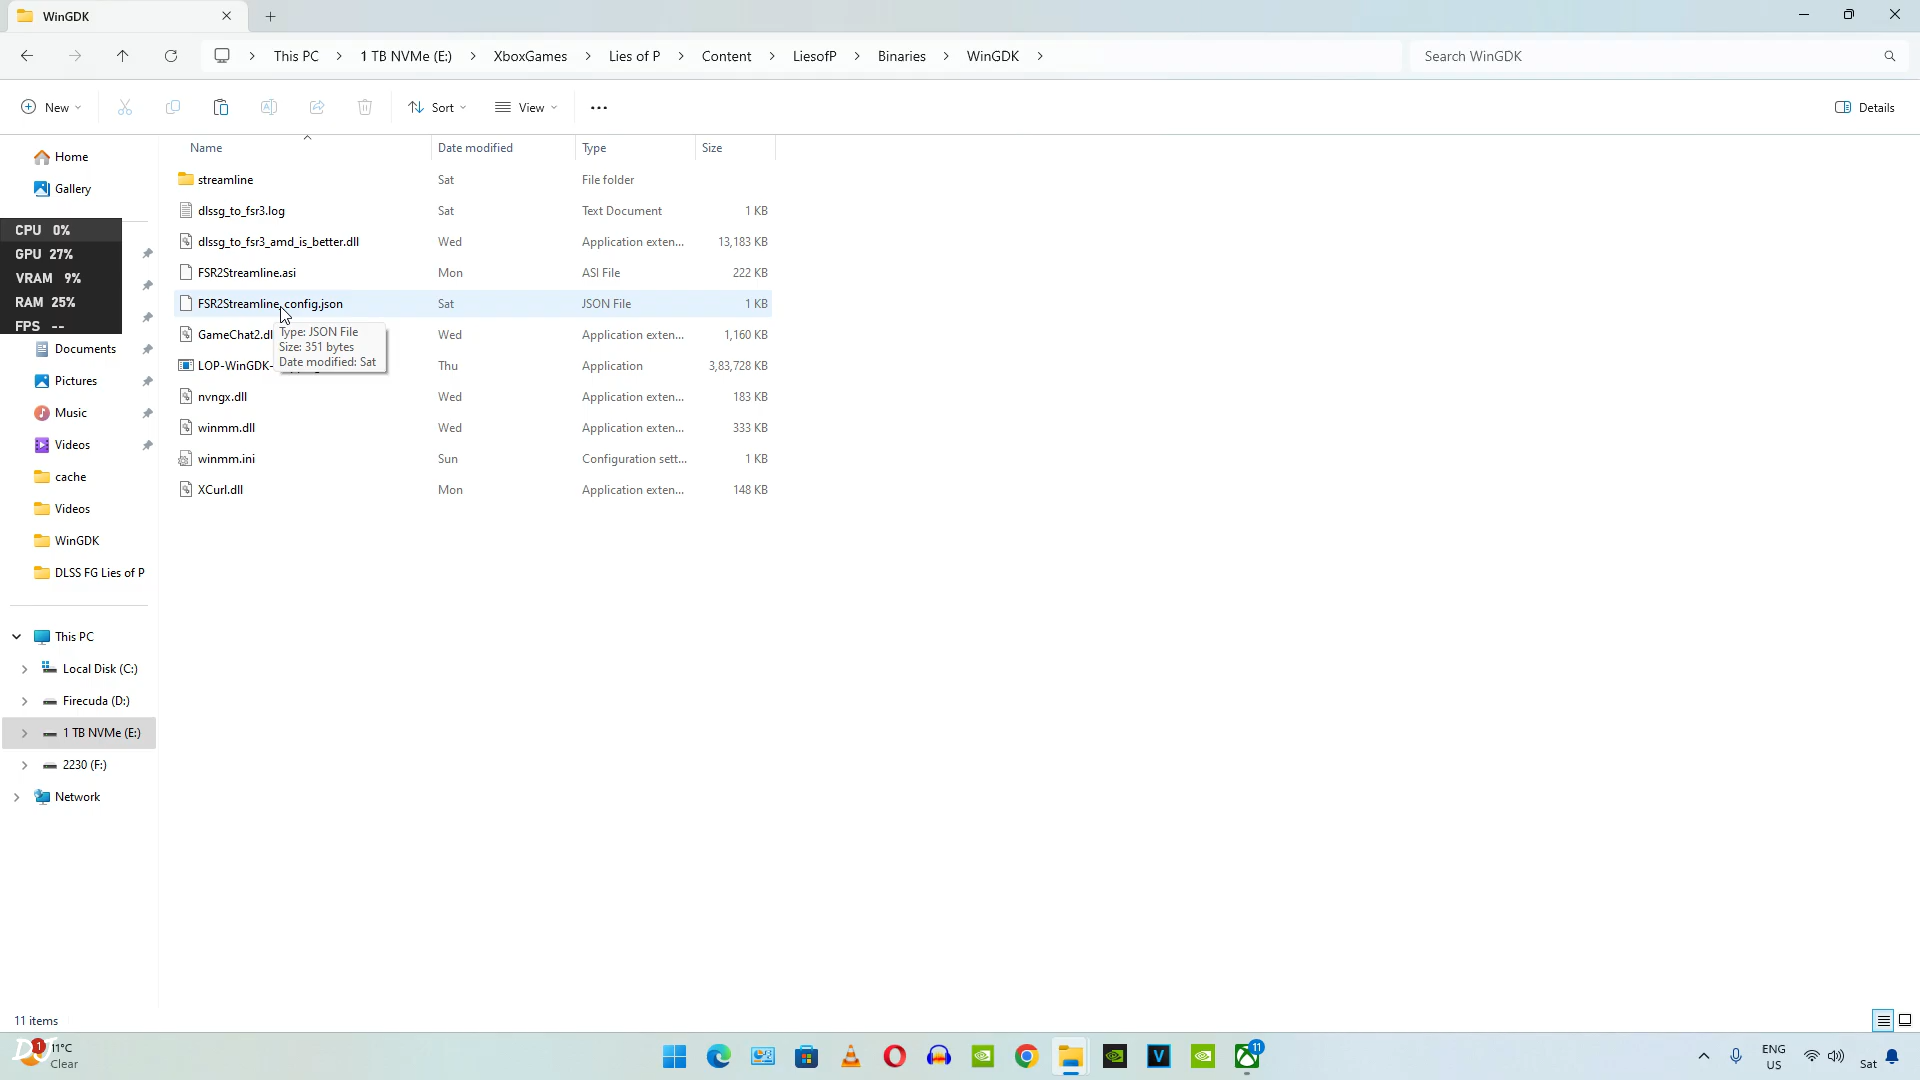 WinGDK
This PC > 1 TB NVMe (E:) > XboxGames > Lies of P > Content > LiesofP > Binaries > WinGDK >
Search WinGDK
New
Sort
View
Details
Name
Date modified
Type
Size
streamline Sat File folder
dlssg_to_fsr3.log Sat Text Document 1 KB
dlssg_to_fsr3_amd_is_better.dll Wed Application exten... 13,183 KB
FSR2Streamline.asi Mon ASI File 222 KB
FSR2Streamline_config.json Sat JSON File 1 KB
GameChat2.dl Wed Application exten... 1,160 KB
LOP-WinGDK- Thu Application 3,83,728 KB
nvngx.dll Wed Application exten... 183 KB
winmm.dll Wed Application exten... 333 KB
winmm.ini Sun Configuration sett... 1 KB
XCurl.dll Mon Application exten... 148 KB
Type: JSON File
Size: 351 bytes
Date modified: Sat
Home
Gallery
CPU 0%
GPU 27%
VRAM 9%
RAM 25%
FPS --
Documents
Pictures
Music
Videos
cache
Videos
WinGDK
DLSS FG Lies of P
This PC
Local Disk (C:)
Firecuda (D:)
1 TB NVMe (E:)
2230 (F:)
Network
11 items
DJ
1
11°C
Clear
V
11
ENG
US
Sat